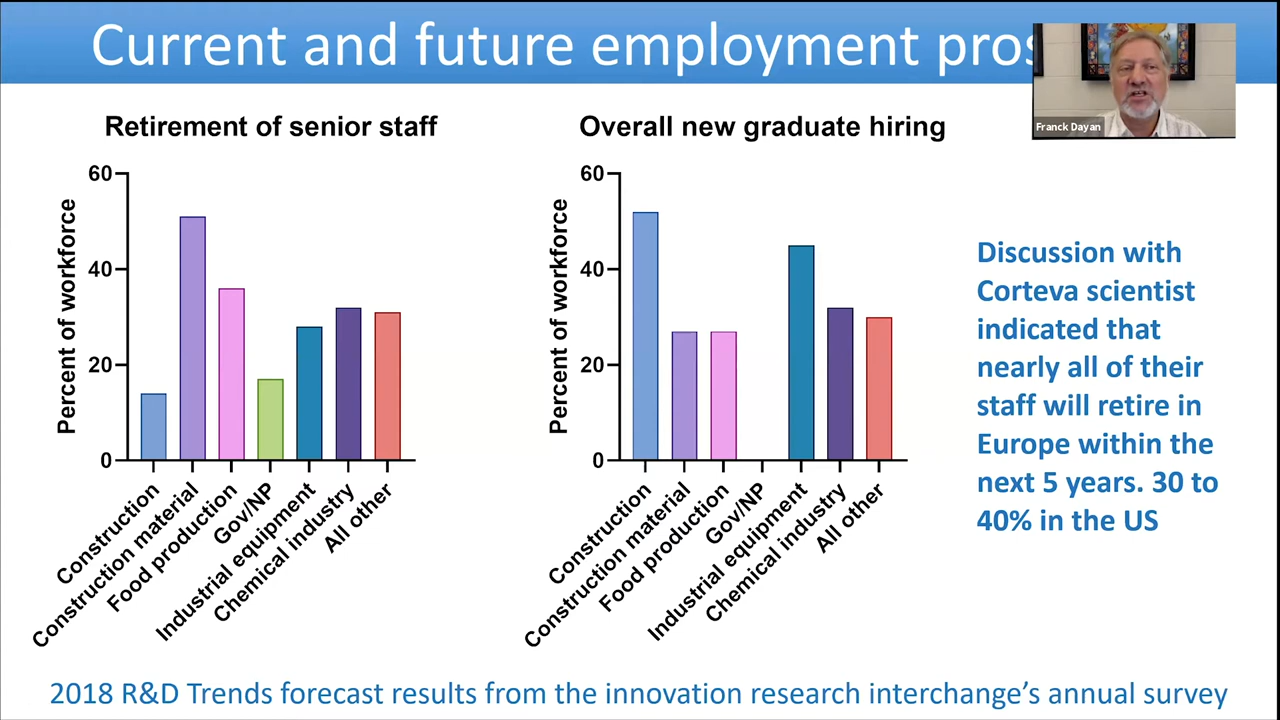 Current and future employment pros
Franck Dayan
Retirement of senior staff
60
40
20
0
Percent of workforce
Construction
Construction material
Food production
Gov/NP
Industrial equipment
Chemical industry
All other
Overall new graduate hiring
60
40
20
0
Percent of workforce
Construction
Construction material
Food production
Gov/NP
Industrial equipment
Chemical industry
All other
Discussion with
Corteva scientist
indicated that
nearly all of their
staff will retire in
Europe within the
next 5 years. 30 to
40% in the US
2018 R&D Trends forecast results from the innovation research interchange’s annual survey